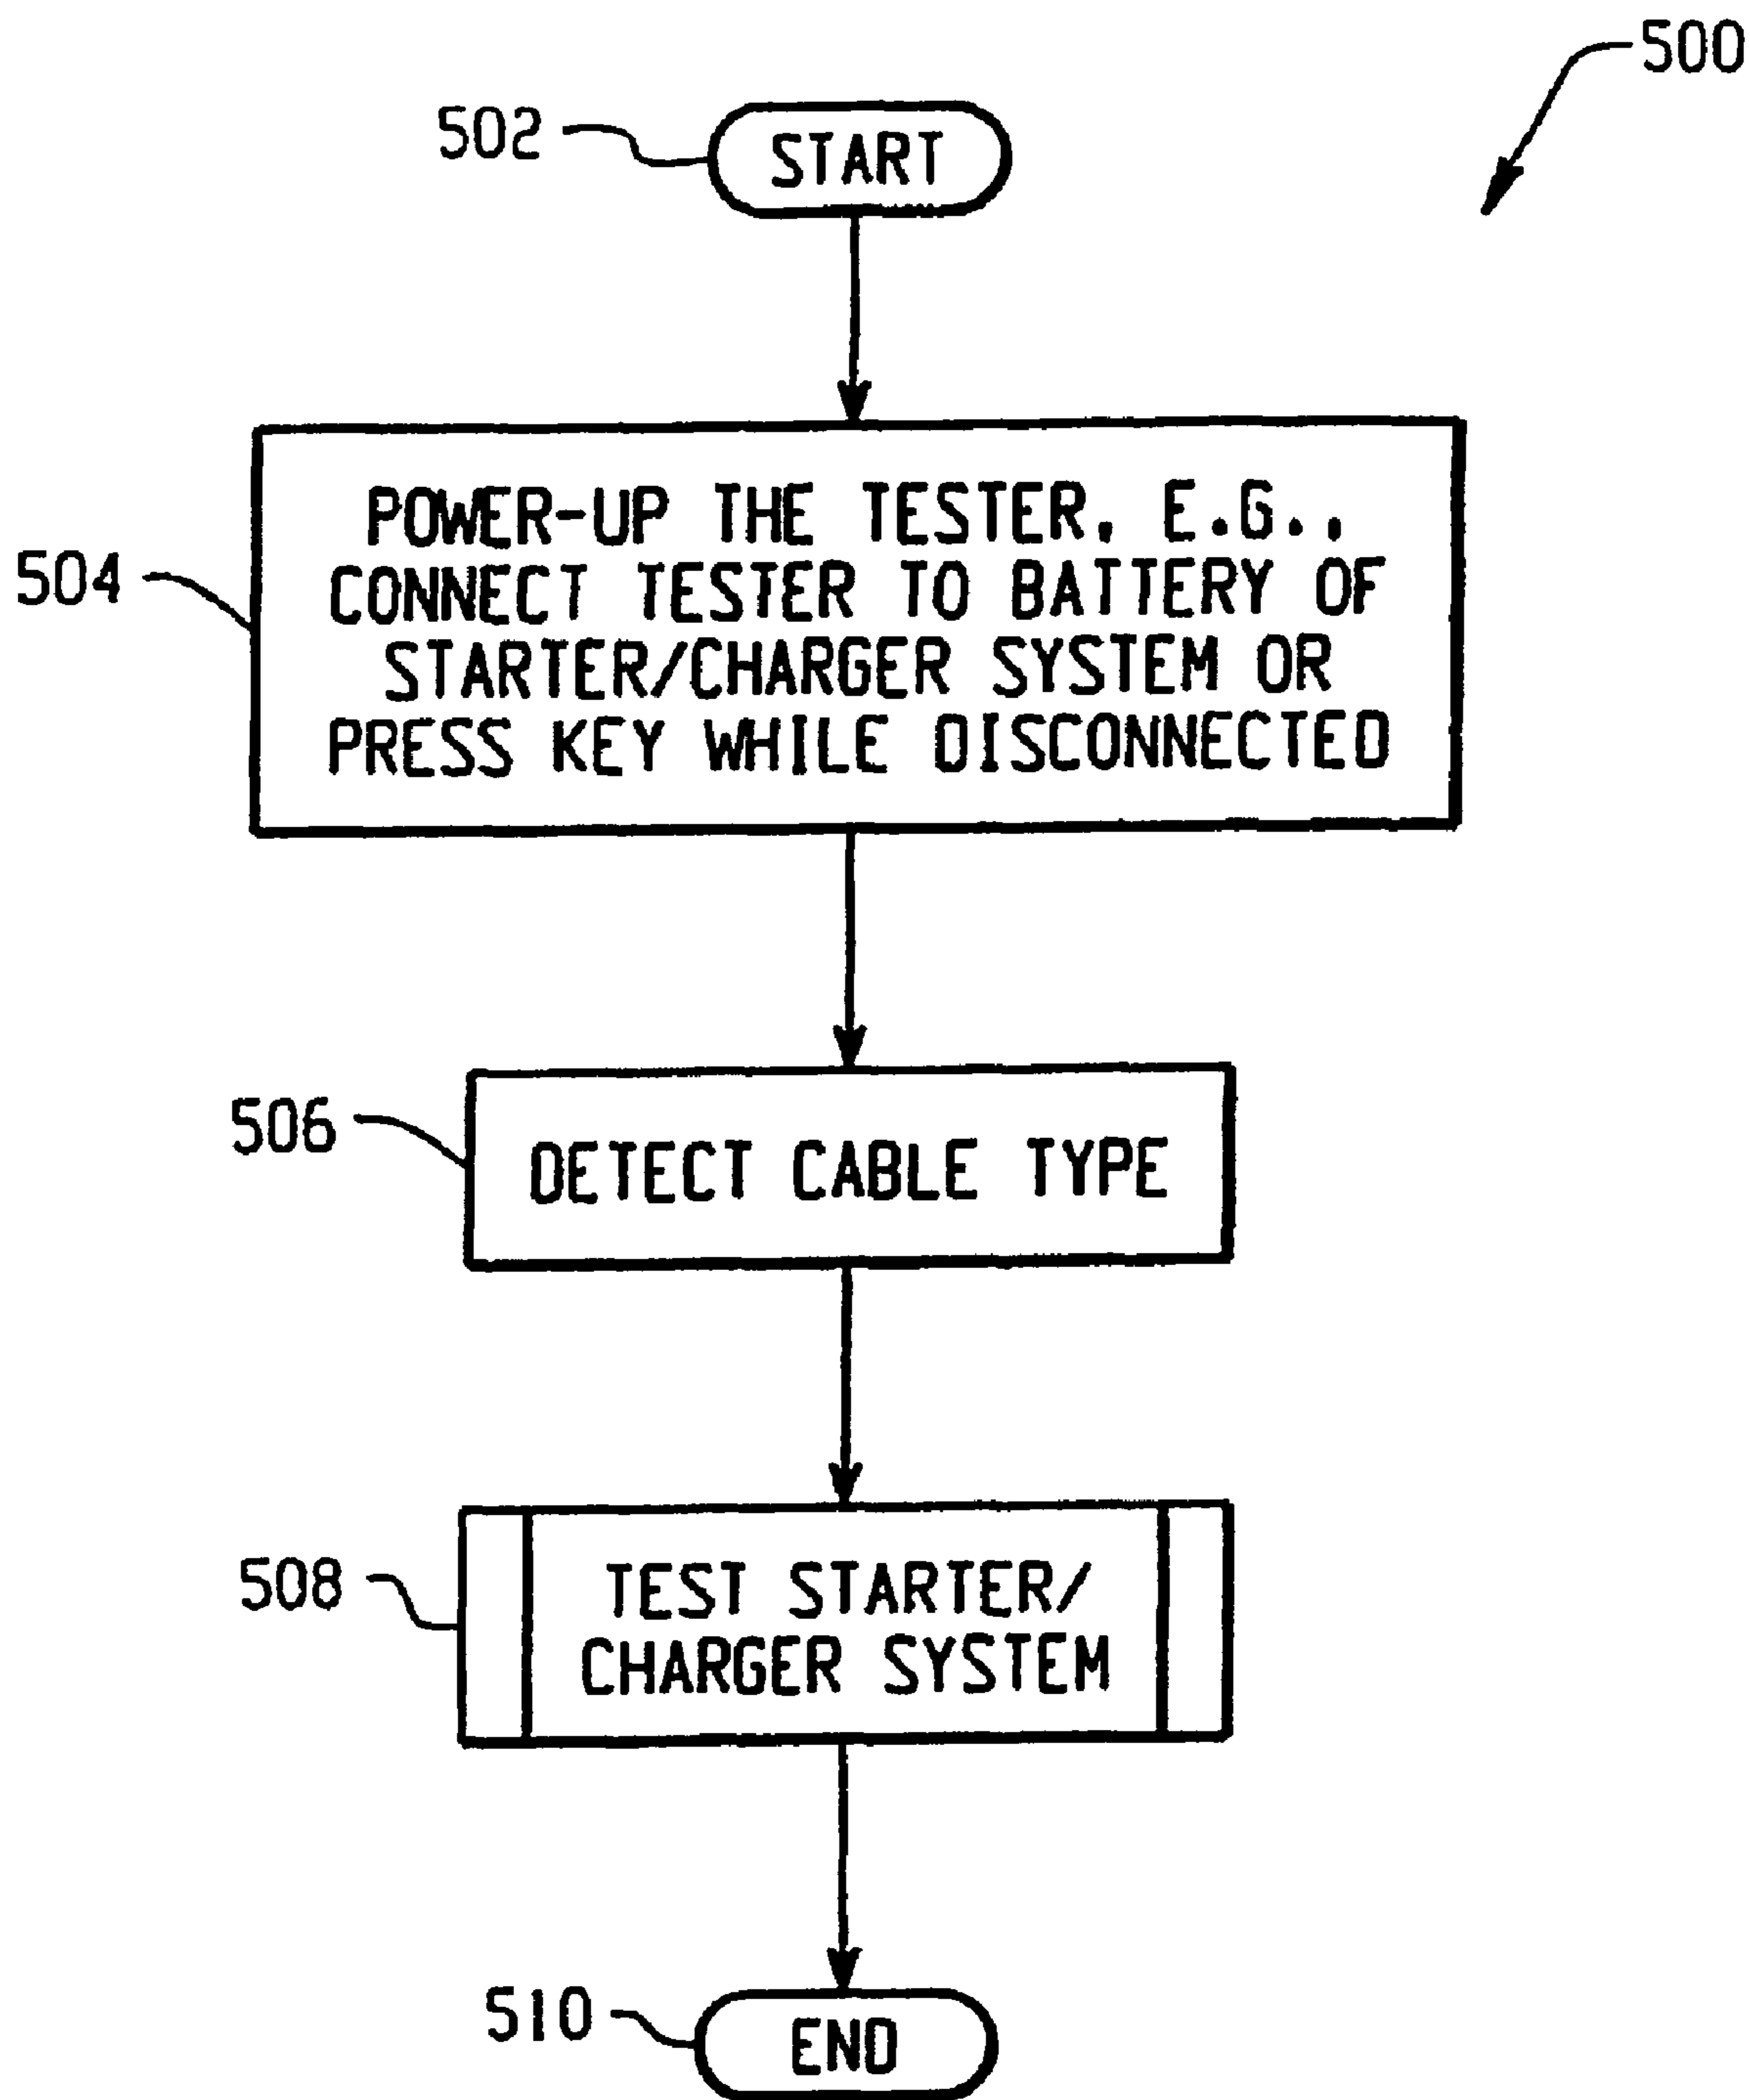 500
502
START
504
POWER-UP THE TESTER, E.G.,
CONNECT TESTER TO BATTERY OF
STARTER/CHARGER SYSTEM OR
PRESS KEY WHILE DISCONNECTED
506
DETECT CABLE TYPE
508
TEST STARTER/
CHARGER SYSTEM
510
END